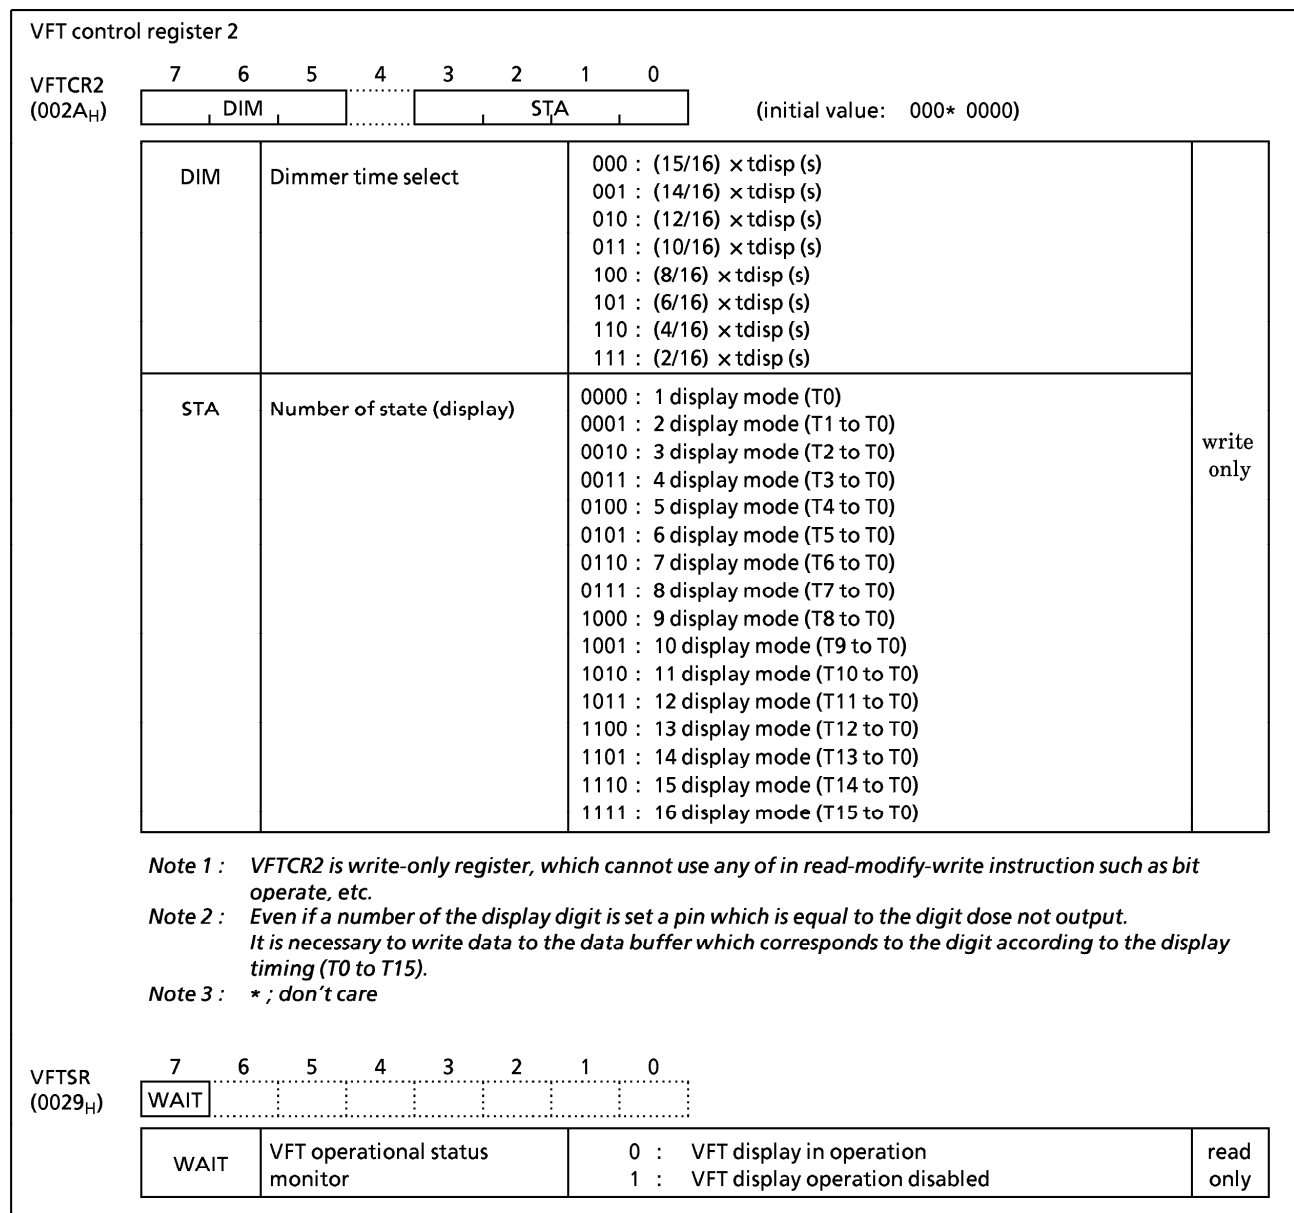 VFT control register 2
7 6 5 4 3 2 1 0
VFTCR2
(002AH) DIM STA (initial value: 000* 0000)
DIM Dimmer time select 000 : (15/16) × tdisp (s)
001 : (14/16) × tdisp (s)
010 : (12/16) × tdisp (s)
011 : (10/16) × tdisp (s)
100 : (8/16) × tdisp (s)
101 : (6/16) × tdisp (s)
110 : (4/16) × tdisp (s)
111 : (2/16) × tdisp (s)
STA Number of state (display) 0000 : 1 display mode (T0)
0001 : 2 display mode (T1 to T0)
0010 : 3 display mode (T2 to T0)
0011 : 4 display mode (T3 to T0)
0100 : 5 display mode (T4 to T0)
0101 : 6 display mode (T5 to T0)
0110 : 7 display mode (T6 to T0)
0111 : 8 display mode (T7 to T0)
1000 : 9 display mode (T8 to T0)
1001 : 10 display mode (T9 to T0)
1010 : 11 display mode (T10 to T0)
1011 : 12 display mode (T11 to T0)
1100 : 13 display mode (T12 to T0)
1101 : 14 display mode (T13 to T0)
1110 : 15 display mode (T14 to T0)
1111 : 16 display mode (T15 to T0)
write
only
Note 1 : VFTCR2 is write-only register, which cannot use any of in read-modify-write instruction such as bit
operate, etc.
Note 2 : Even if a number of the display digit is set a pin which is equal to the digit dose not output.
It is necessary to write data to the data buffer which corresponds to the digit according to the display
timing (T0 to T15).
Note 3 : * ; don't care
7 6 5 4 3 2 1 0
VFTSR
(0029H) WAIT
WAIT VFT operational status
monitor
0 : VFT display in operation
1 : VFT display operation disabled
read
only